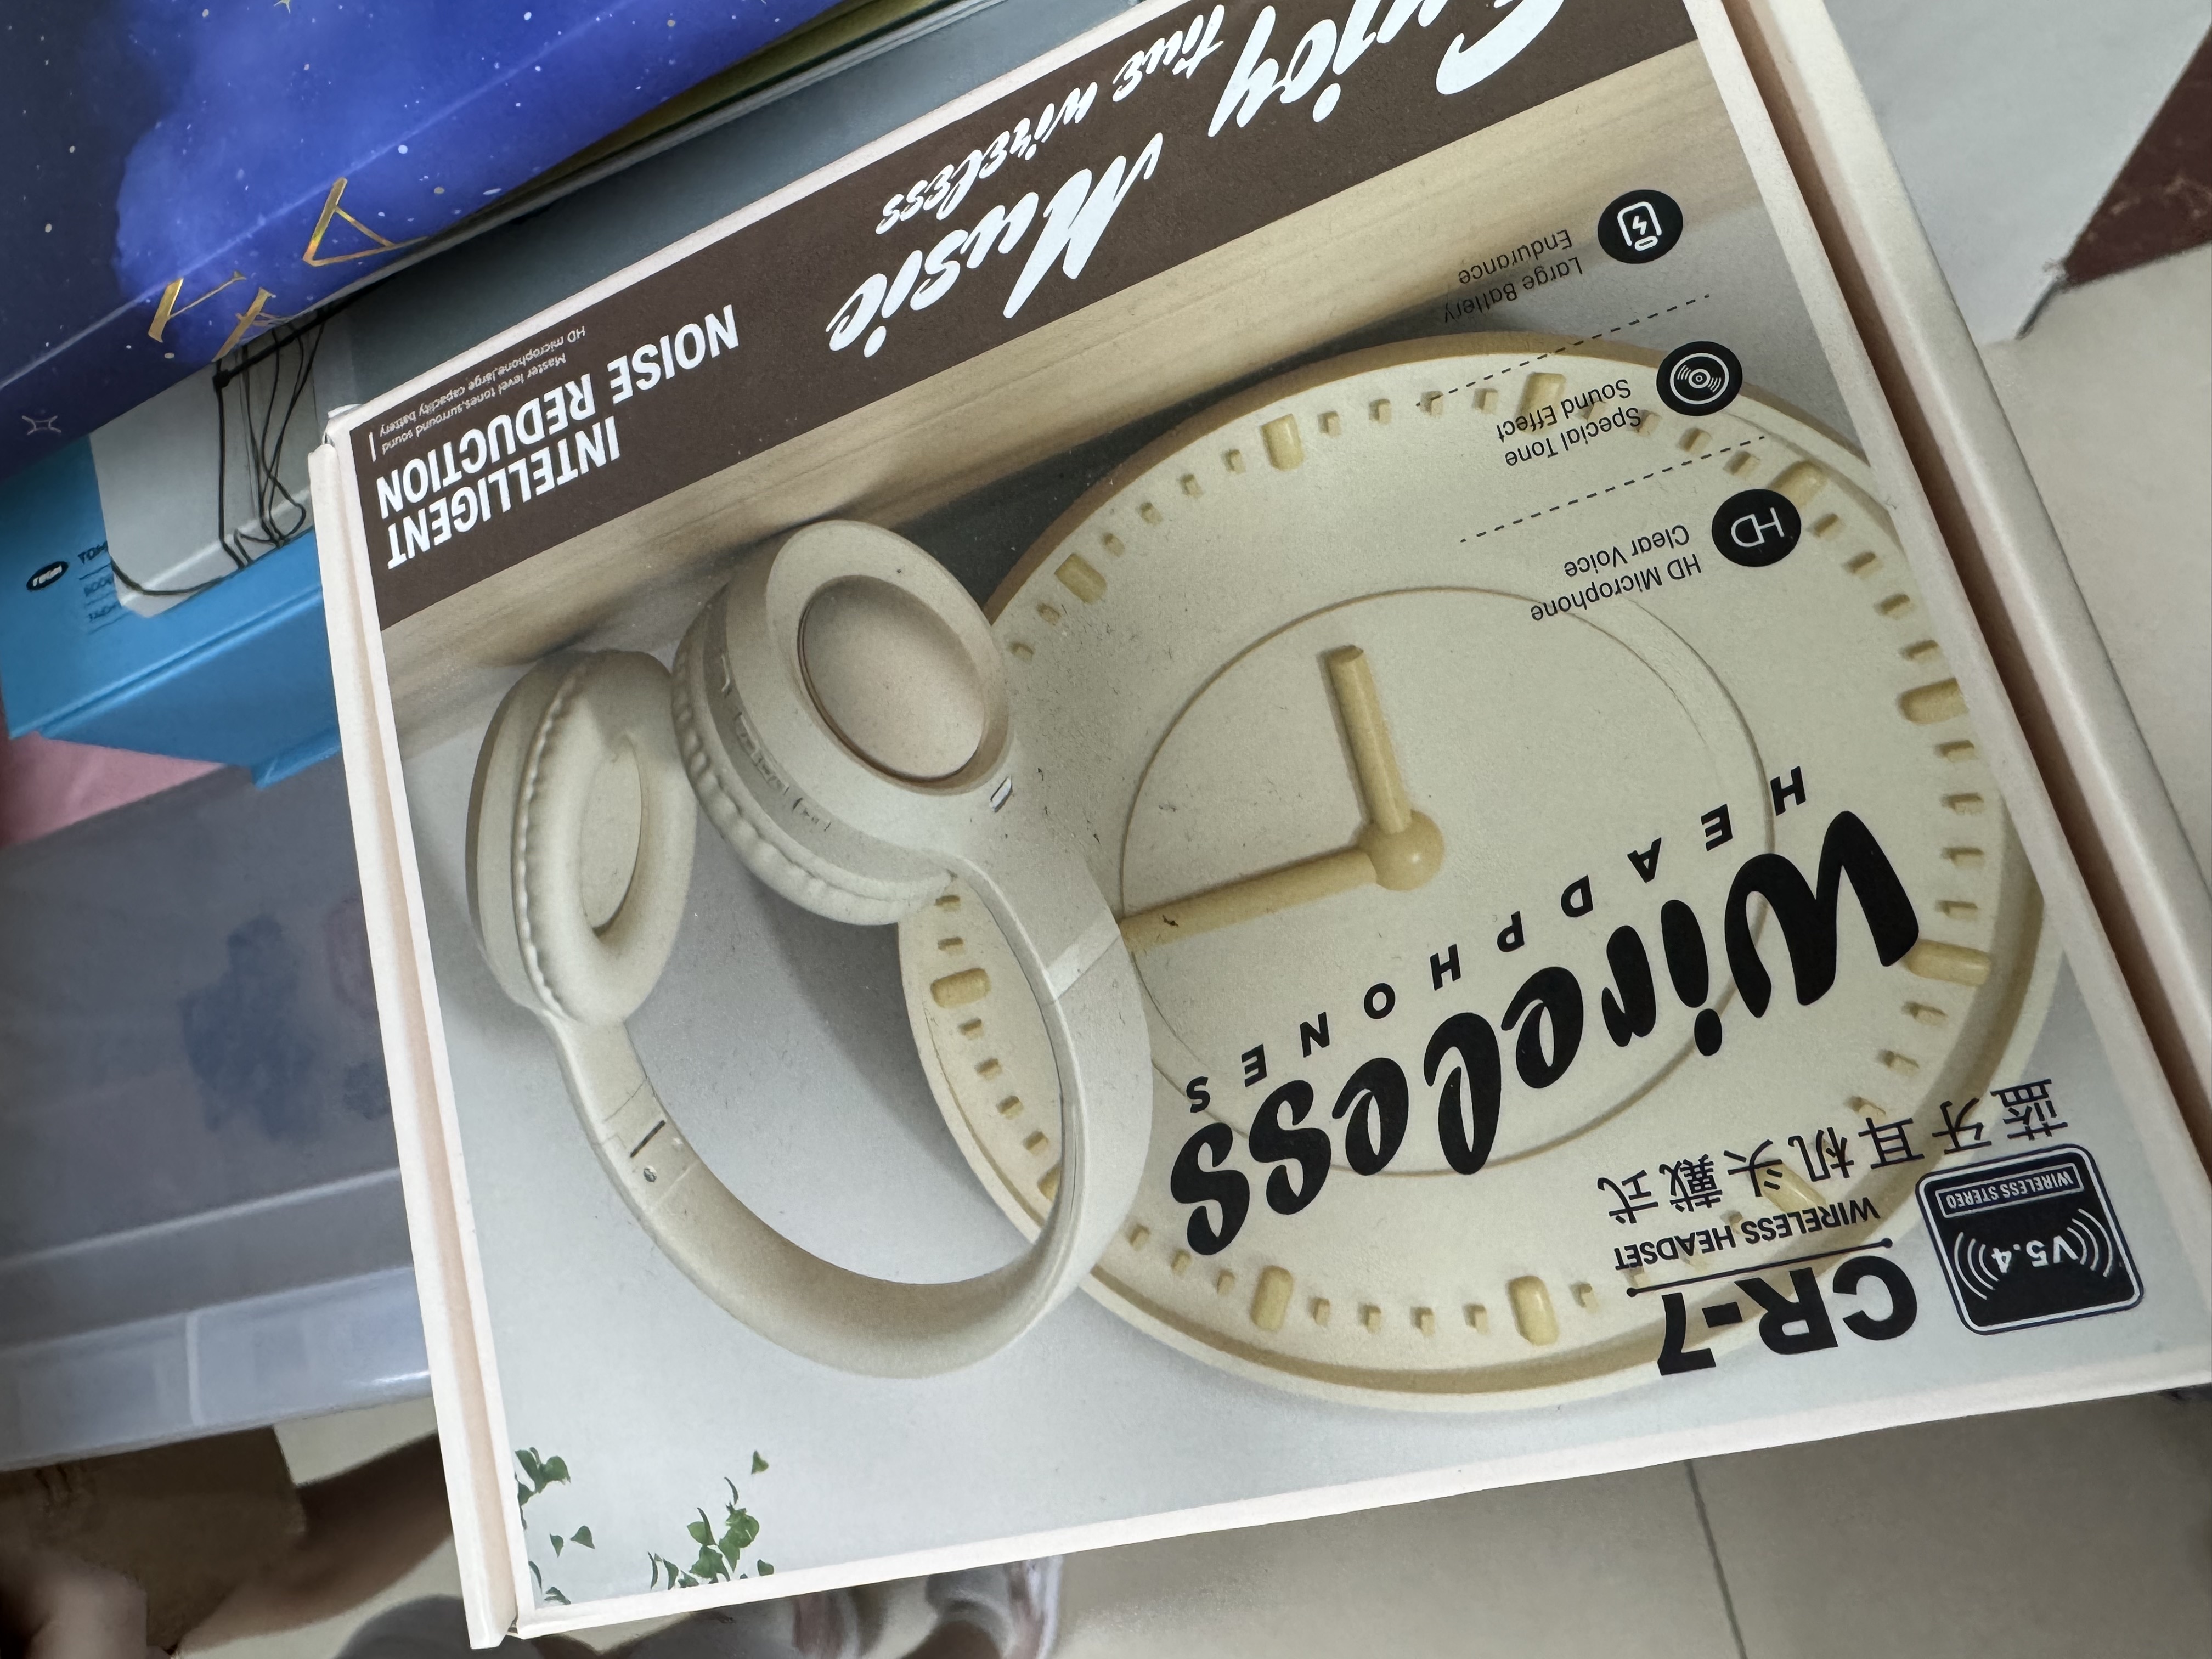 V5.4
WIRELESS STEREO
CR-7
WIRELESS HEADSET
蓝牙耳机头戴式
Wireless
HEADPHONES
HD
HD Microphone
Clear Voice
Special Tone
Sound Effect
Large Battery
Endurance
Enjoy Music
true wireless
INTELLIGENT
NOISE REDUCTION
Master level tones,surround sound
HD microphone,large capacity battery